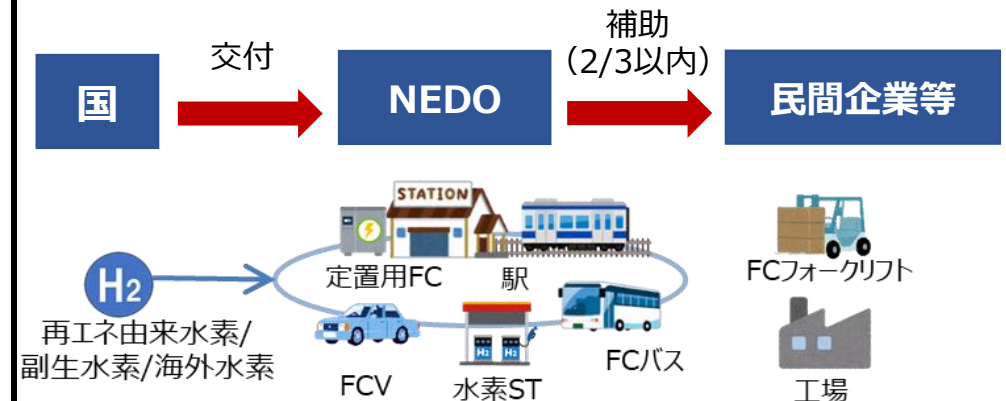 交付
補助
（2/3以内）
国
NEDO
民間企業等
STATION
定置用FC
駅
FCフォークリフト
H2
再エネ由来水素/
副生水素/海外水素
FCV
H2 H2
水素ST
FCバス
工場